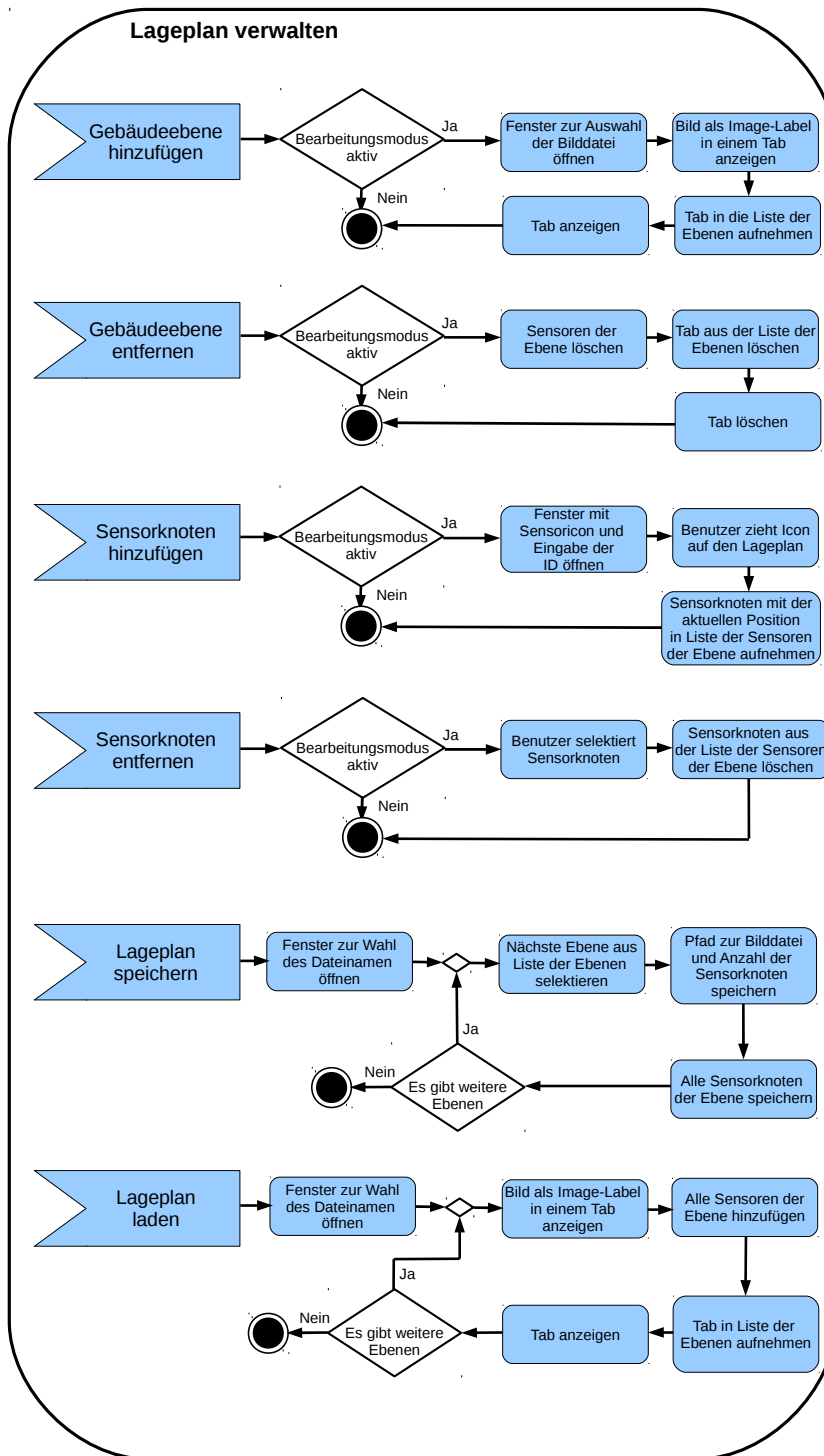 Lageplan verwalten
Gebäudeebene
hinzufügen
Bearbeitungsmodus
aktiv
Ja
Nein
Fenster zur Auswahl
der Bilddatei
öffnen
Bild als Image-Label
in einem Tab
anzeigen
Tab anzeigen
Tab in die Liste der
Ebenen aufnehmen
Gebäudeebene
entfernen
Bearbeitungsmodus
aktiv
Ja
Nein
Sensoren der
Ebene löschen
Tab aus der Liste der
Ebenen löschen
Tab löschen
Sensorknoten
hinzufügen
Bearbeitungsmodus
aktiv
Ja
Nein
Fenster mit
Sensoricon und
Eingabe der
ID öffnen
Benutzer zieht Icon
auf den Lageplan
Sensorknoten mit der
aktuellen Position
in Liste der Sensoren
der Ebene aufnehmen
Sensorknoten
entfernen
Bearbeitungsmodus
aktiv
Ja
Nein
Benutzer selektiert
Sensorknoten
Sensorknoten aus
der Liste der Sensoren
der Ebene löschen
Lageplan
speichern
Fenster zur Wahl
des Dateinamen
öffnen
Nächste Ebene aus
Liste der Ebenen
selektieren
Pfad zur Bilddatei
und Anzahl der
Sensorknoten
speichern
Ja
Nein
Es gibt weitere
Ebenen
Alle Sensorknoten
der Ebene speichern
Lageplan
laden
Fenster zur Wahl
des Dateinamen
öffnen
Bild als Image-Label
in einem Tab
anzeigen
Alle Sensoren der
Ebene hinzufügen
Ja
Nein
Es gibt weitere
Ebenen
Tab anzeigen
Tab in Liste der
Ebenen aufnehmen